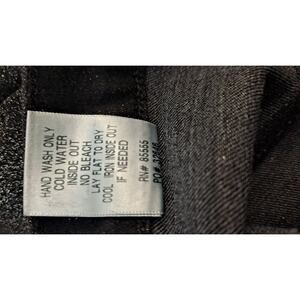 HAND WASH ONLY
COLD WATER
INSIDE OUT
NO BLEACH
LAY FLAT TO DRY
COOL IRON INSIDE OUT
IF NEEDED
RN# 85555
PO#